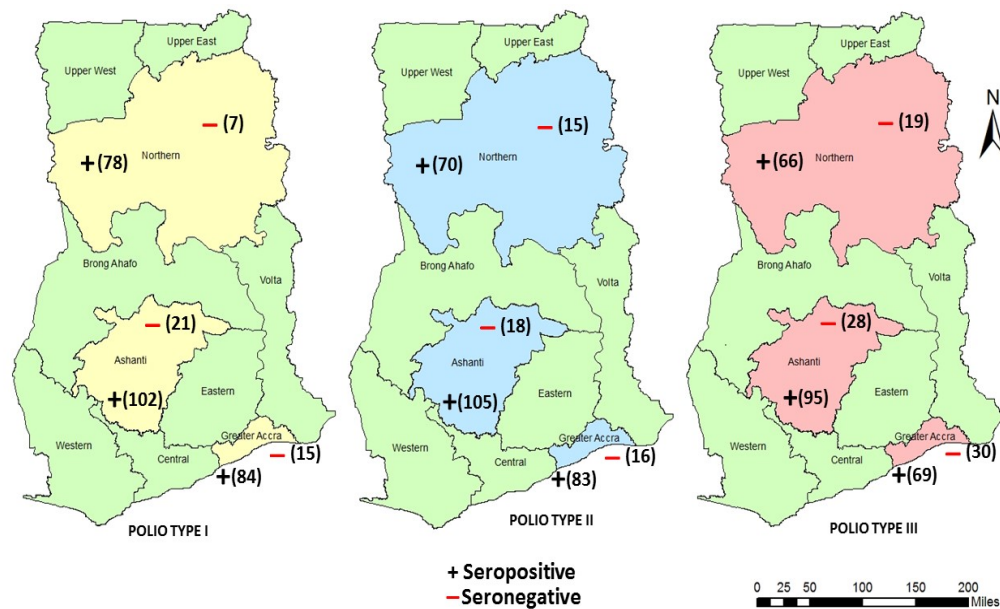 Upper East
Upper West
− (7)
+(78)
Northern
Brong Ahafo
Volta
− (21)
Ashanti
+(102)
Eastern
Greater Accra
Western
Central
− (15)
+(84)
POLIO TYPE I
Upper East
Upper West
− (15)
+(70)
Northern
Brong Ahafo
Volta
− (18)
Ashanti
+(105)
Eastern
Greater Accra
Western
Central
− (16)
+(83)
POLIO TYPE II
Upper East
Upper West
− (19)
+(66)
Northern
Brong Ahafo
Volta
− (28)
Ashanti
+(95)
Eastern
Greater Accra
Western
Central
− (30)
+(69)
POLIO TYPE III
N
+ Seropositive
− Seronegative
0 25 50 100 150 200
Miles